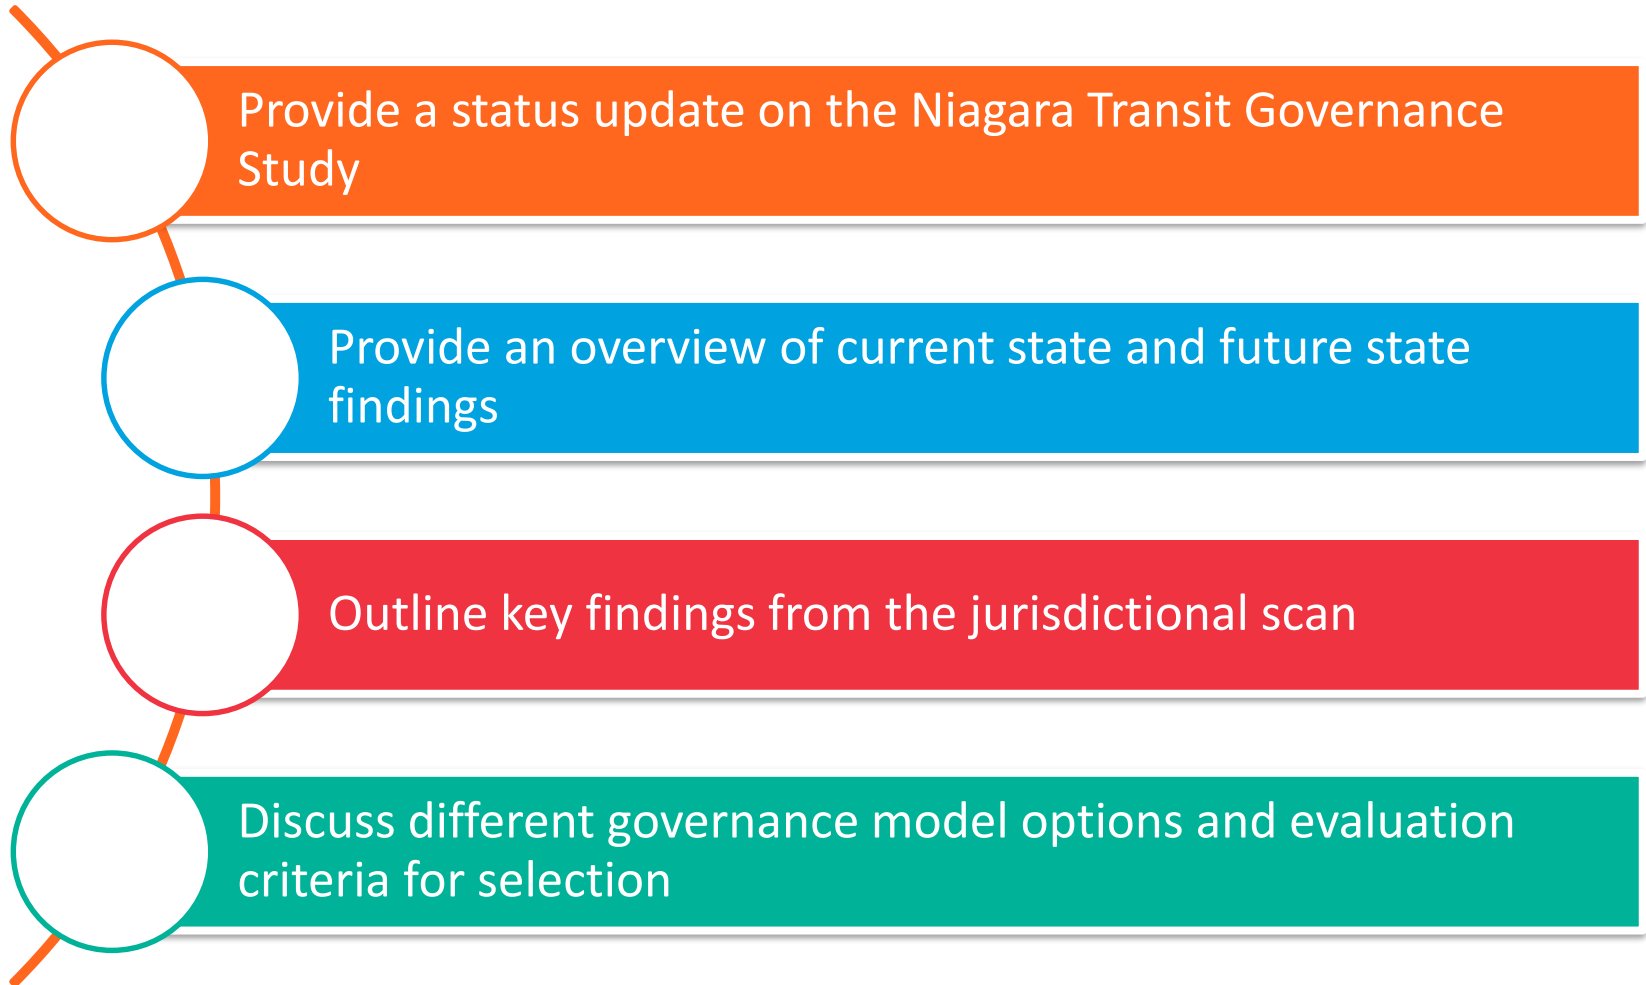 Provide a status update on the Niagara Transit Governance
Study
Provide an overview of current state and future state
findings
Outline key findings from the jurisdictional scan
Discuss different governance model options and evaluation
criteria for selection